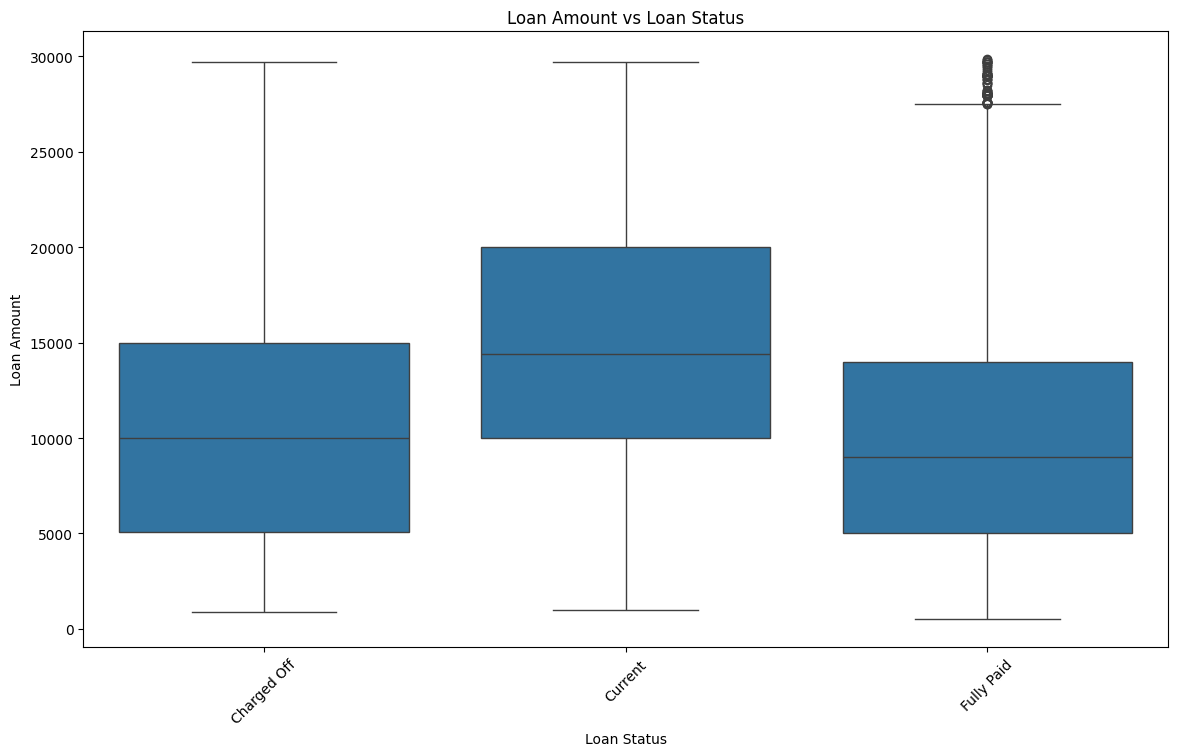 Loan Amount vs Loan Status
Loan Amount
30000
25000
20000
15000
10000
5000
0
Charged Off
Current
Fully Paid
Loan Status